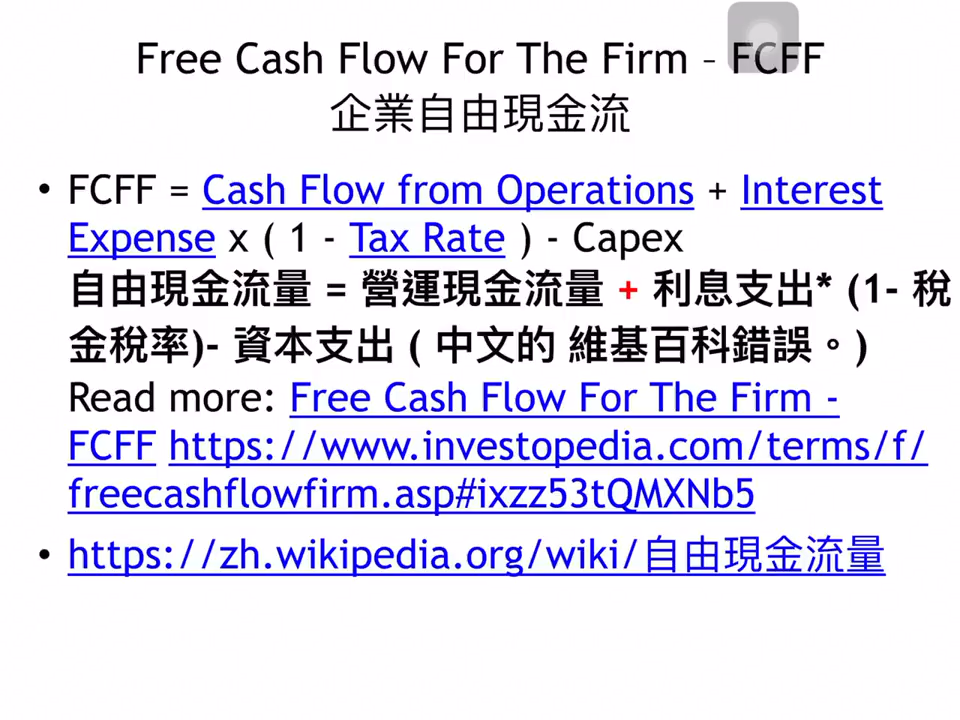 Free Cash Flow For The Firm – FCFF
企業自由現金流
• FCFF = Cash Flow from Operations + Interest
Expense x ( 1 - Tax Rate ) - Capex
自由現金流量 = 營運現金流量 + 利息支出* (1- 稅
金稅率)- 資本支出 ( 中文的 維基百科錯誤。)
Read more: Free Cash Flow For The Firm -
FCFF https://www.investopedia.com/terms/f/
freecashflowfirm.asp#ixzz53tQMXNb5
• https://zh.wikipedia.org/wiki/自由現金流量